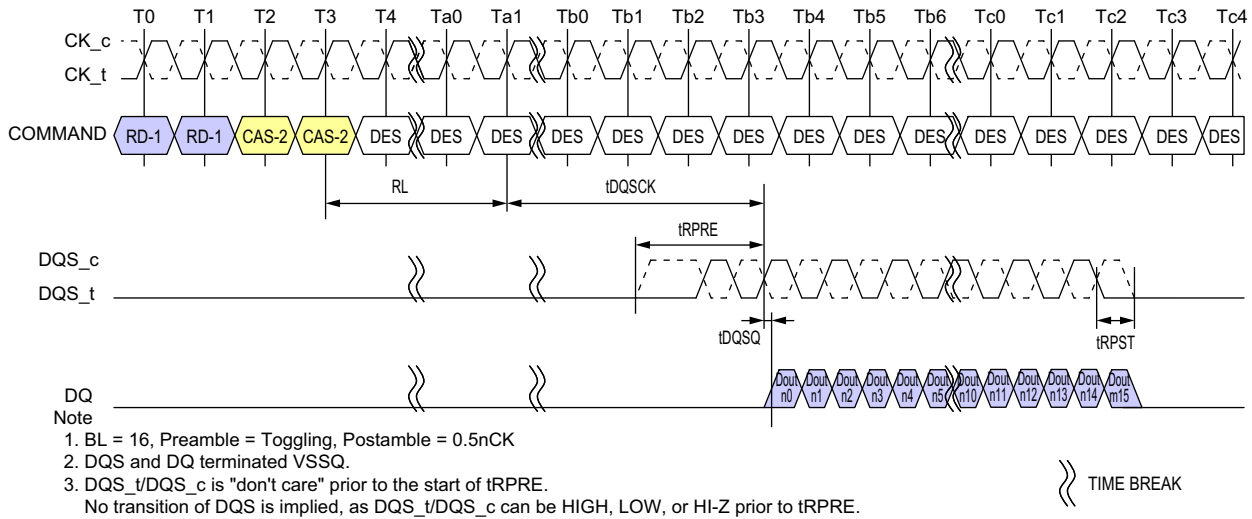 T0 T1 T2 T3 T4 Ta0 Ta1 Tb0 Tb1 Tb2 Tb3 Tb4 Tb5 Tb6 Tc0 Tc1 Tc2 Tc3 Tc4
CK_c
CK_t
COMMAND RD-1 RD-1 CAS-2 CAS-2 DES DES DES DES DES DES DES DES DES DES DES DES DES DES DES
RL tDQSCK
tRPRE
DQS_c
DQS_t
tDQSQ tRPST
DQ Dout n0 Dout n1 Dout n2 Dout n3 Dout n4 Dout n5 Dout n10 Dout n11 Dout n12 Dout n13 Dout n14 Dout m15
Note
1. BL = 16, Preamble = Toggling, Postamble = 0.5nCK
2. DQS and DQ terminated VSSQ.
3. DQS_t/DQS_c is "don't care" prior to the start of tRPRE.
No transition of DQS is implied, as DQS_t/DQS_c can be HIGH, LOW, or HI-Z prior to tRPRE.
TIME BREAK